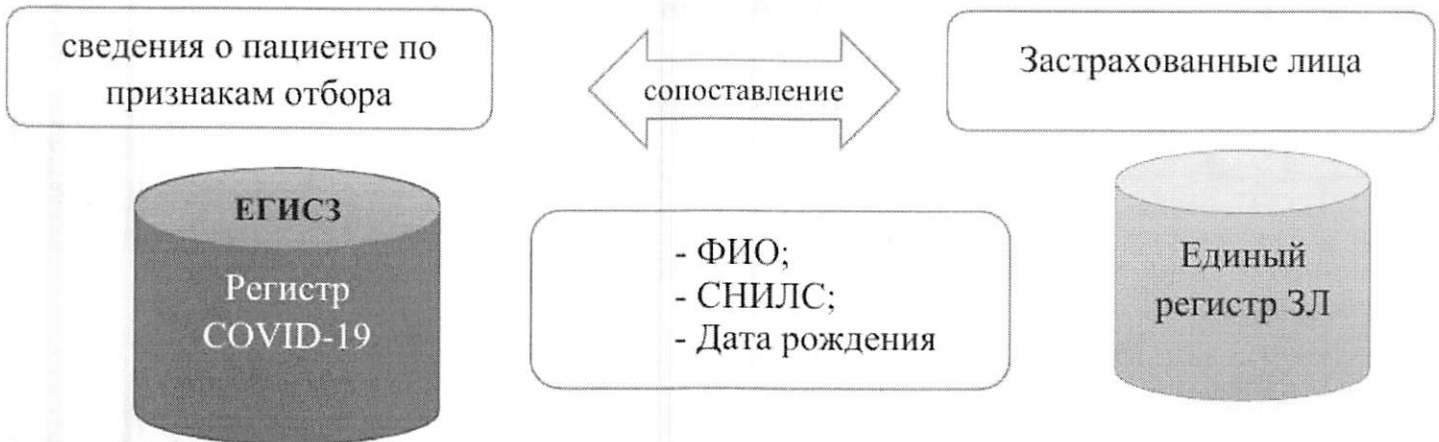 сведения о пациенте по
признакам отбора
сопоставление
Застрахованные лица
ЕГИСЗ
Регистр
COVID-19
- ФИО;
- СНИЛС;
- Дата рождения
Единый
регистр ЗЛ